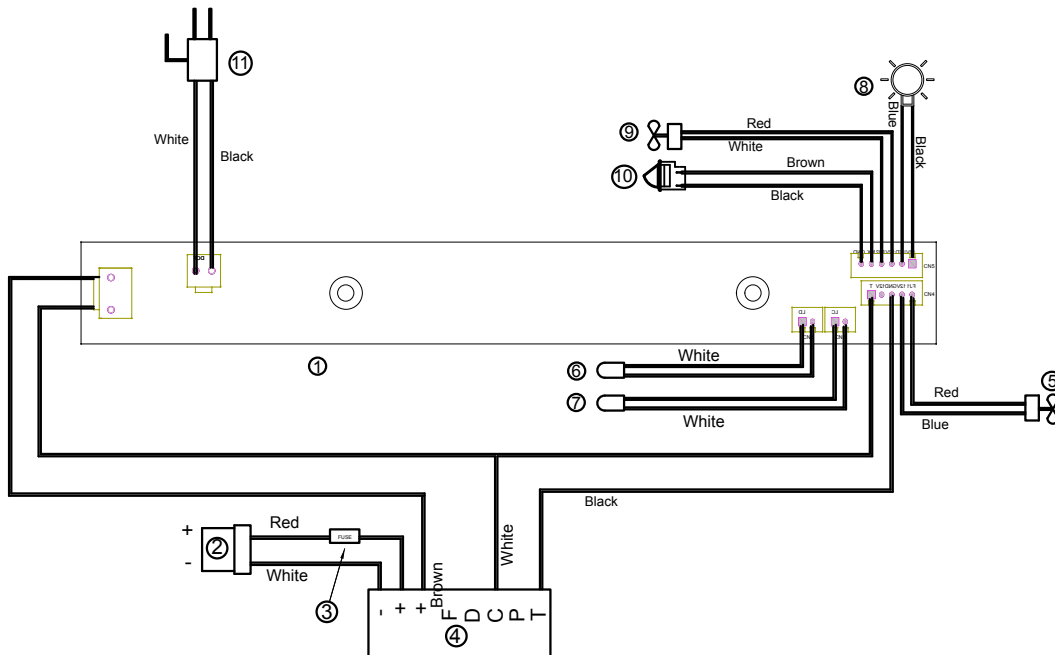 11
White
Black
8
Blue
Black
9
Red
White
10
Brown
Black
CN5
CN4
1
6
White
7
White
5
Red
Blue
Black
White
+
-
2
Red
White
FUSE
3
Brown
- + + F D C P T
4